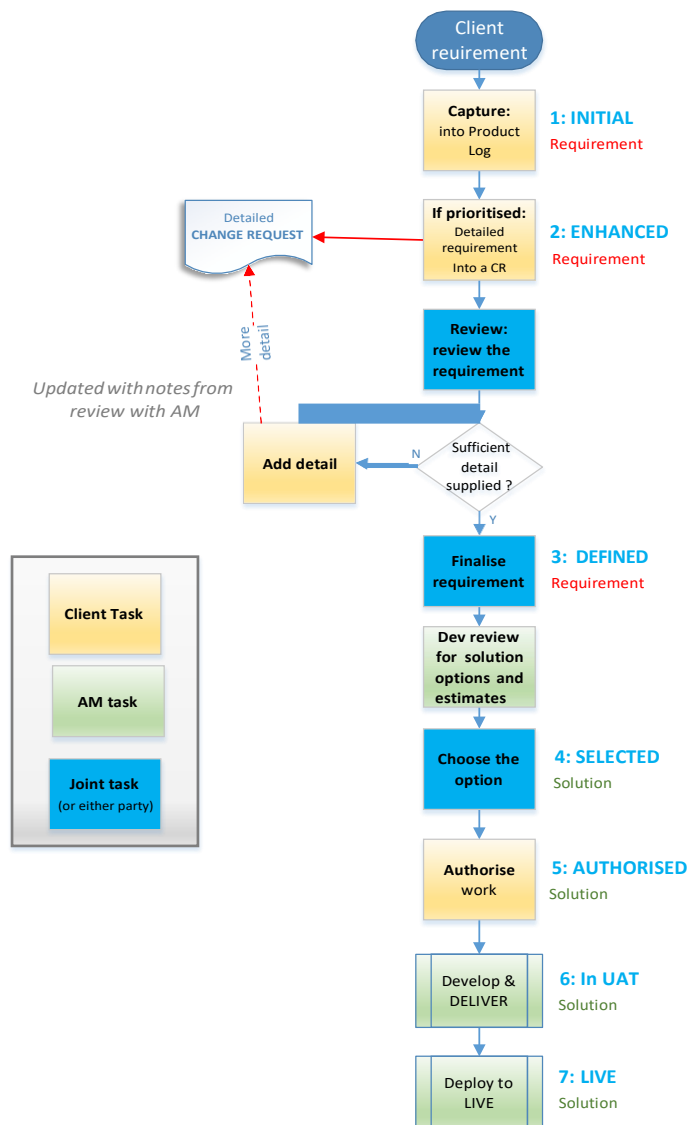 Client
reuirement
Capture:
into Product
Log
1: INITIAL
Requirement
Detailed
CHANGE REQUEST
If prioritised:
Detailed
requirement
Into a CR
2: ENHANCED
Requirement
Review:
review the
requirement
More
detail
Updated with notes from
review with AM
Add detail
N
Sufficient
detail
supplied ?
Y
Finalise
requirement
3: DEFINED
Requirement
Client Task
AM task
Joint task
(or either party)
Dev review
for solution
options and
estimates
Choose the
option
4: SELECTED
Solution
Authorise
work
5: AUTHORISED
Solution
Develop &
DELIVER
6: In UAT
Solution
Deploy to
LIVE
7: LIVE
Solution